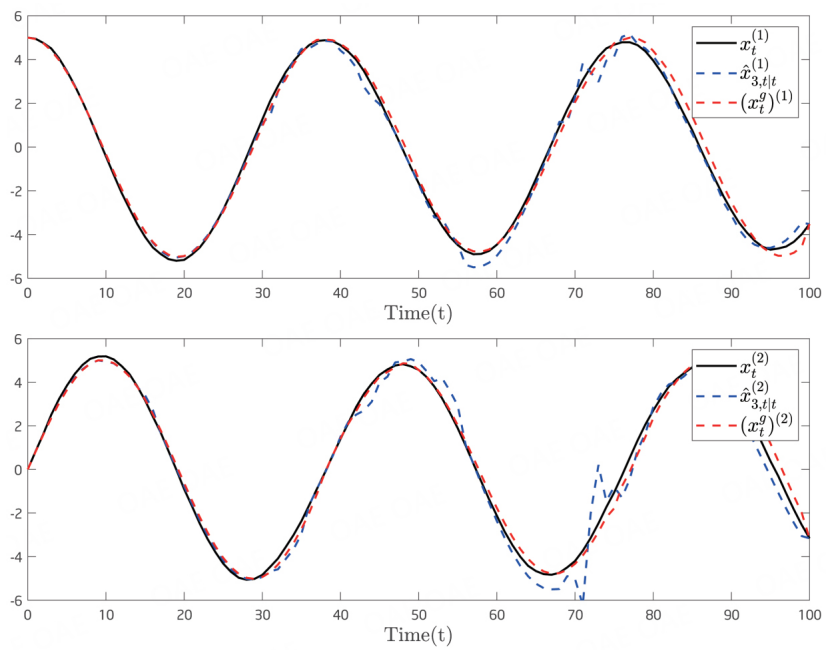 6
4
2
0
-2
-4
-6
0 10 20 30 40 50 60 70 80 90 100
Time(t)
x_t^{(1)}
\hat{x}_{3,t|t}^{(1)}
(x_t^g)^{(1)}
6
4
2
0
-2
-4
-6
0 10 20 30 40 50 60 70 80 90 100
Time(t)
x_t^{(2)}
\hat{x}_{3,t|t}^{(2)}
(x_t^g)^{(2)}